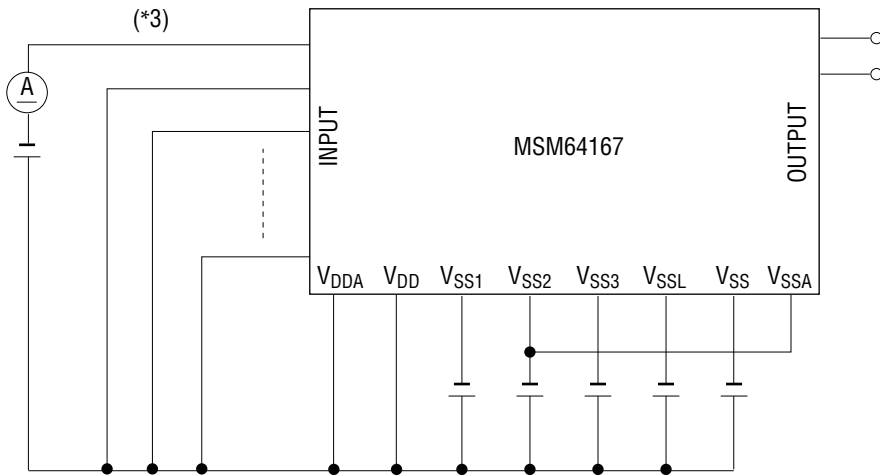 (*3)
A
INPUT
MSM64167
OUTPUT
VDDA VDD VSS1 VSS2 VSS3 VSSL VSS VSSA